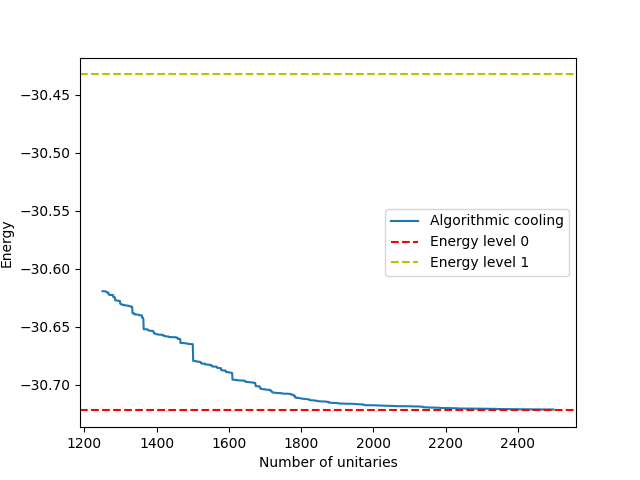 −30.45
−30.50
−30.55
−30.60
−30.65
−30.70
Energy
Algorithmic cooling
Energy level 0
Energy level 1
1200 1400 1600 1800 2000 2200 2400
Number of unitaries